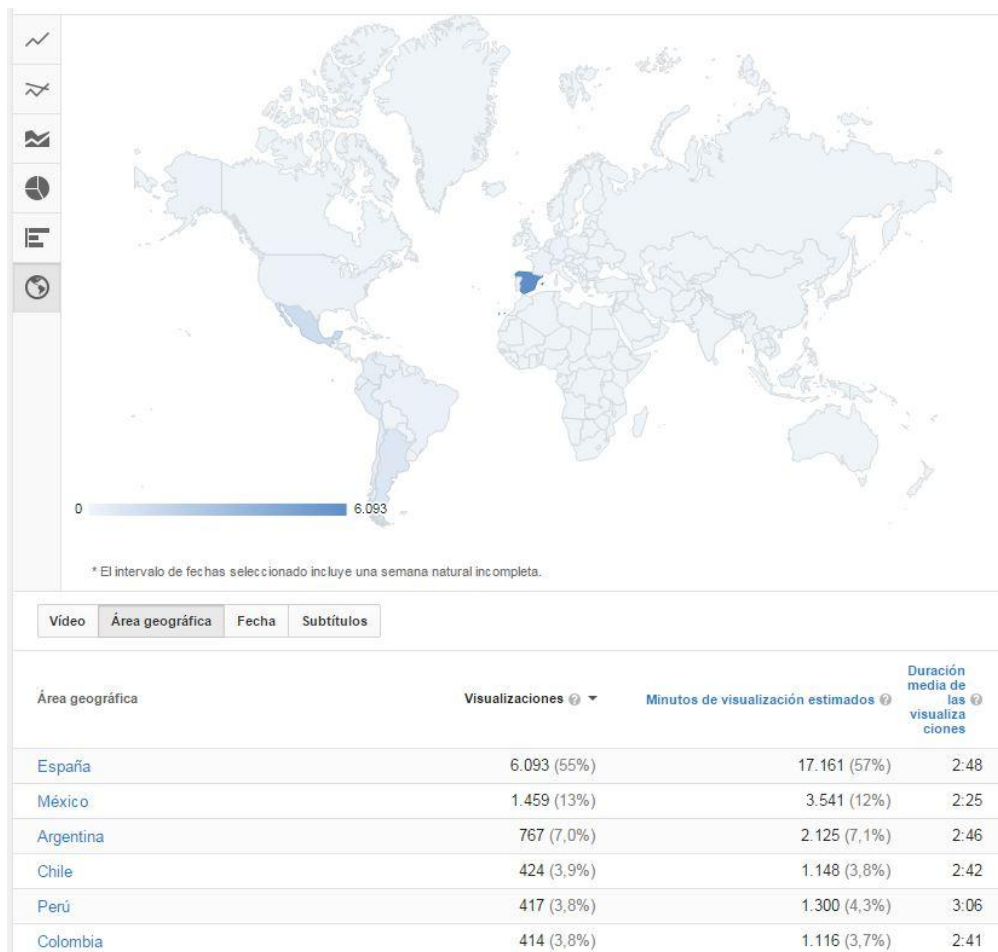 0 6.093
* El intervalo de fechas seleccionado incluye una semana natural incompleta.
Vídeo Área geográfica Fecha Subtítulos
Área geográfica Visualizaciones ? Minutos de visualización estimados ? Duración media de las visualiza ciones ?
España 6.093 (55%) 17.161 (57%) 2:48
México 1.459 (13%) 3.541 (12%) 2:25
Argentina 767 (7,0%) 2.125 (7,1%) 2:46
Chile 424 (3,9%) 1.148 (3,8%) 2:42
Perú 417 (3,8%) 1.300 (4,3%) 3:06
Colombia 414 (3,8%) 1.116 (3,7%) 2:41